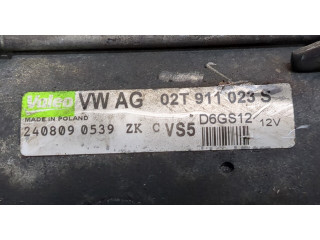 Valeo VW AG 02T 911 023 S
MADE IN POLAND D6GS12 12V
240809 0539 ZK C VS5